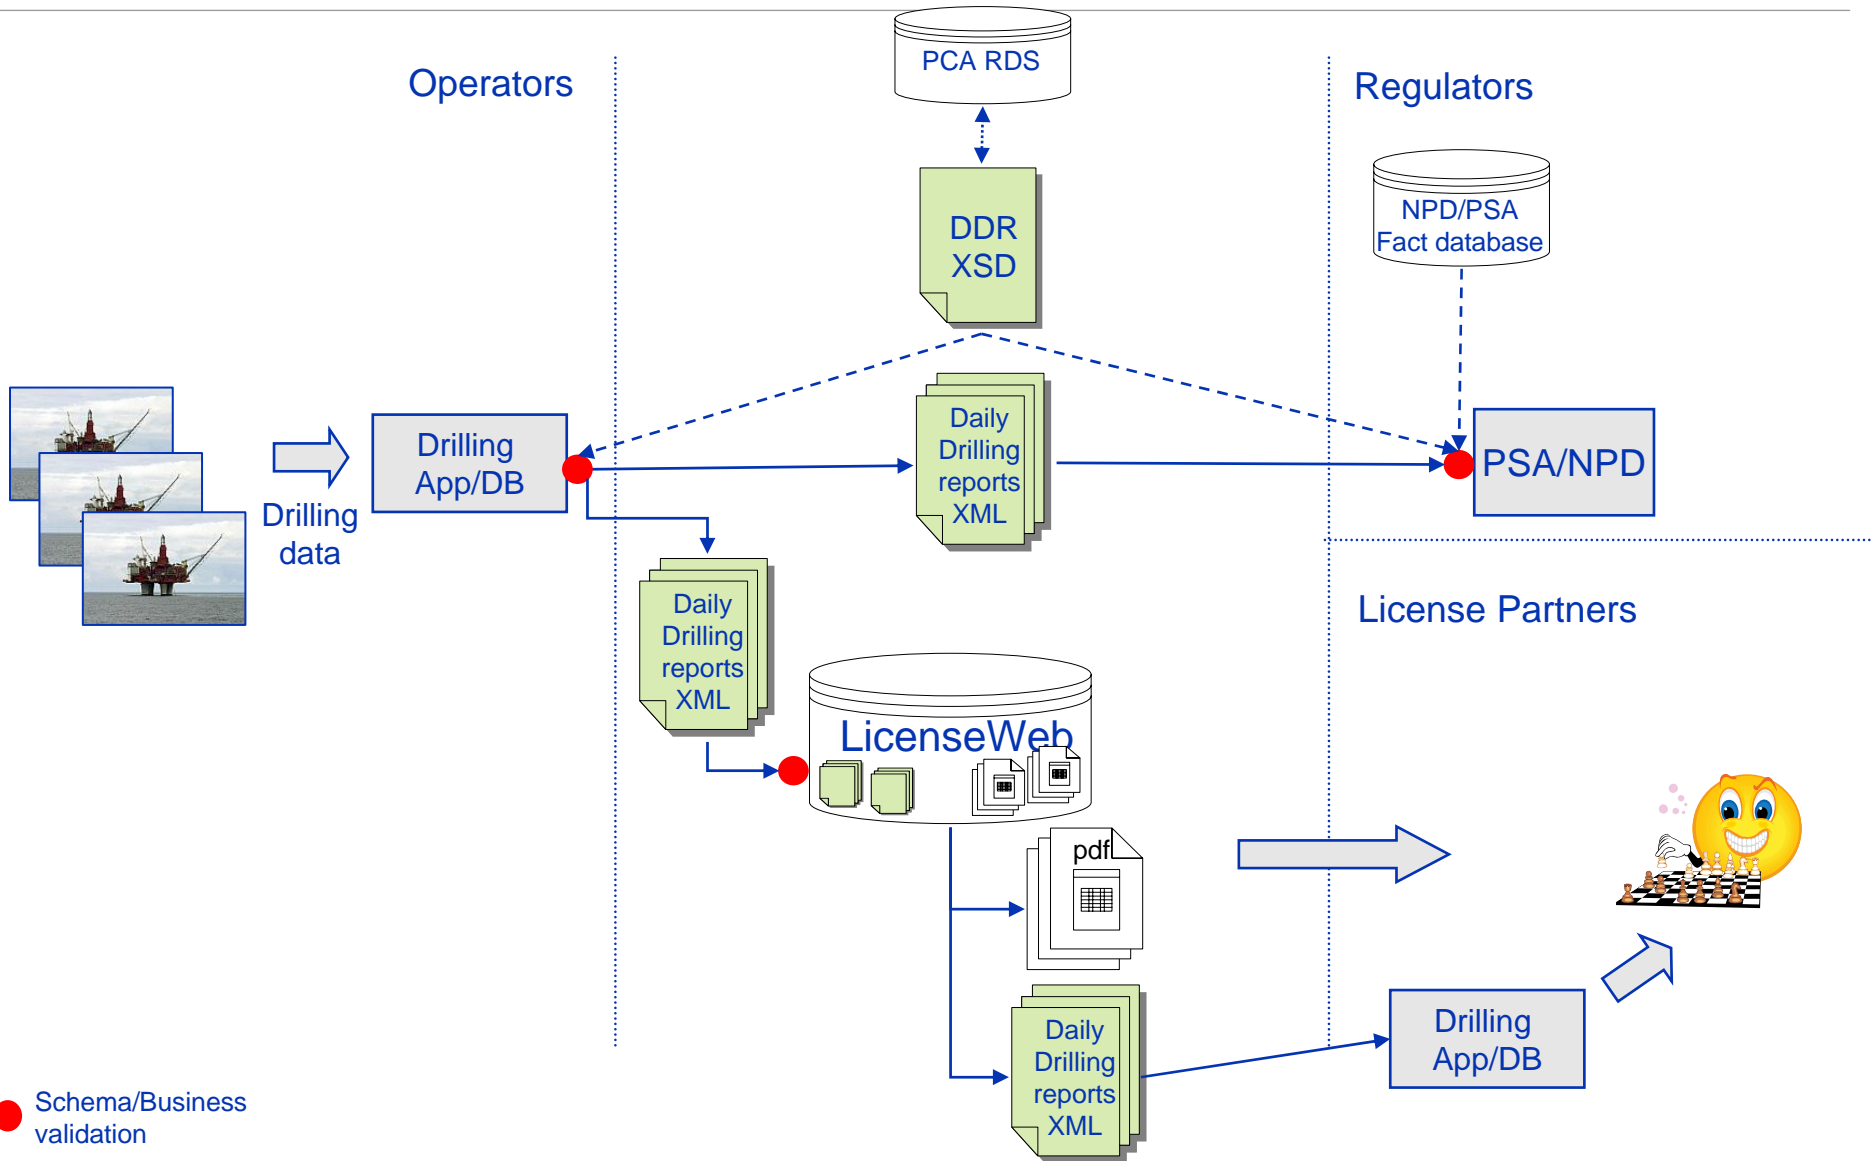 PCA RDS
Operators
Regulators
NPD/PSA
Fact database
DDR
XSD
Daily
Drilling
reports
XML
Drilling
App/DB
PSA/NPD
Drilling
data
Daily
Drilling
reports
XML
License Partners
LicenseWeb
pdf
Daily
Drilling
reports
XML
Drilling
App/DB
Schema/Business
validation